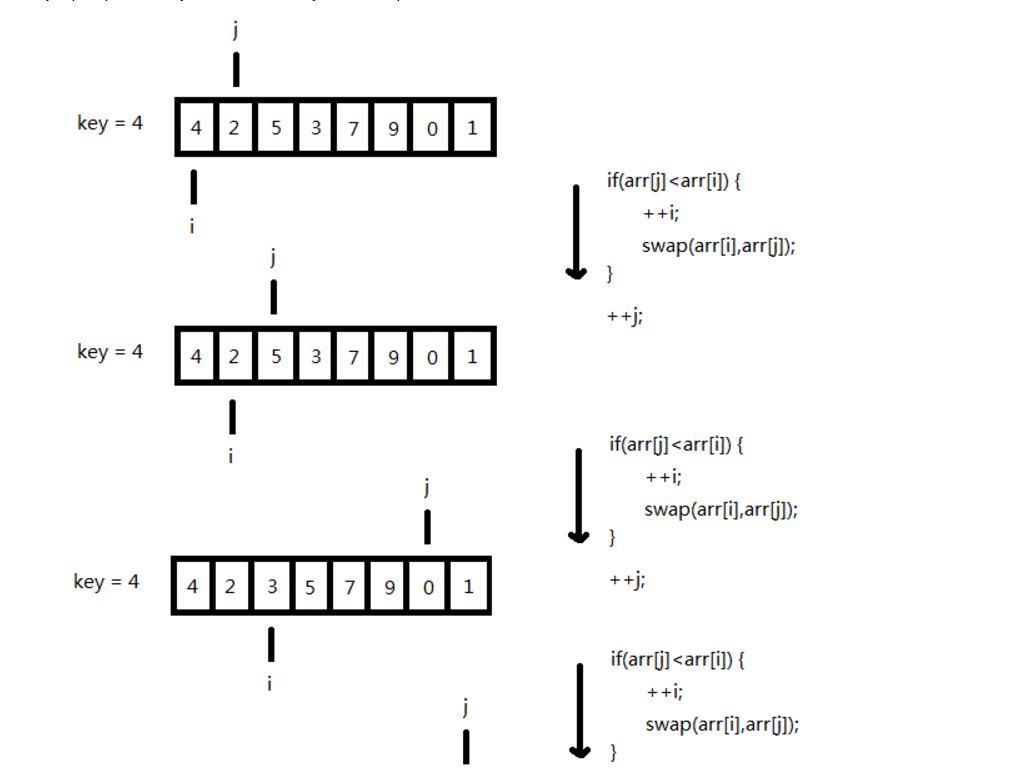 j
key = 4 4 2 5 3 7 9 0 1
i
if(arr[j]<arr[i]) {
++i;
swap(arr[i],arr[j]);
}
++j;
j
key = 4 4 2 5 3 7 9 0 1
i
if(arr[j]<arr[i]) {
++i;
swap(arr[i],arr[j]);
}
++j;
j
key = 4 4 2 3 5 7 9 0 1
i
if(arr[j]<arr[i]) {
++i;
swap(arr[i],arr[j]);
}
j